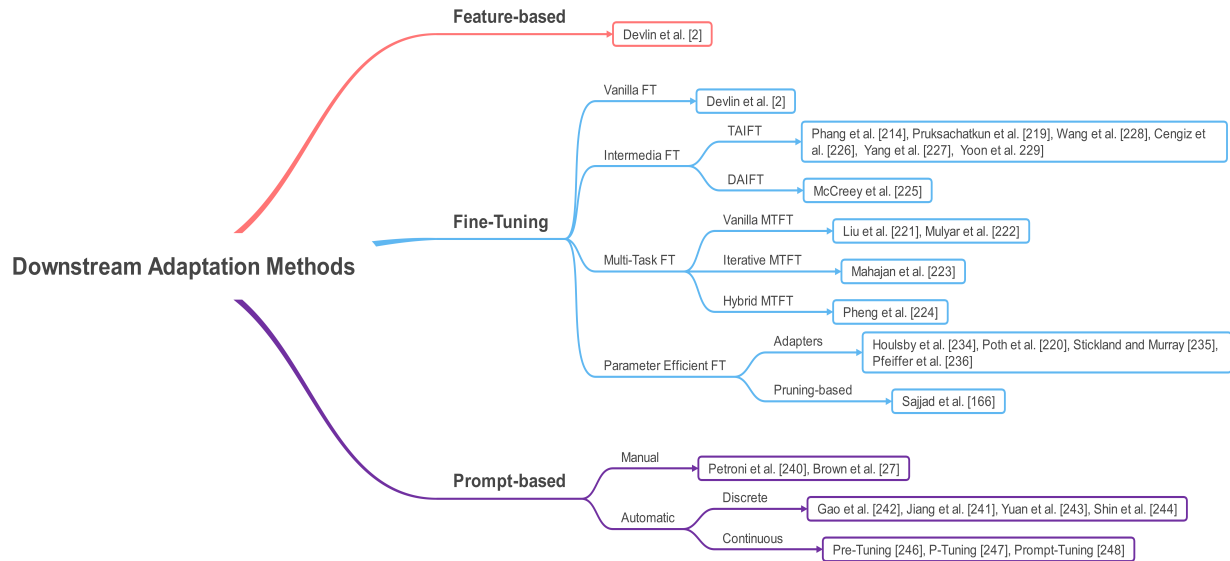 Feature-based
Devlin et al. [2]
Vanilla FT
Devlin et al. [2]
TAIFT
Phang et al. [214], Pruksachatkun et al. [219], Wang et al. [228], Cengiz et
al. [226],  Yang et al. [227],  Yoon et al. 229]
Intermedia FT
DAIFT
McCreey et al. [225]
Fine-Tuning
Vanilla MTFT
Liu et al. [221], Mulyar et al. [222]
Downstream Adaptation Methods
Multi-Task FT
Iterative MTFT
Mahajan et al. [223]
Hybrid MTFT
Pheng et al. [224]
Adapters
Houlsby et al. [234], Poth et al. [220], Stickland and Murray [235],
Pfeiffer et al. [236]
Parameter Efficient FT
Pruning-based
Sajjad et al. [166]
Manual
Petroni et al. [240], Brown et al. [27]
Prompt-based
Discrete
Gao et al. [242], Jiang et al. [241], Yuan et al. [243], Shin et al. [244]
Automatic
Continuous
Pre-Tuning [246], P-Tuning [247], Prompt-Tuning [248]